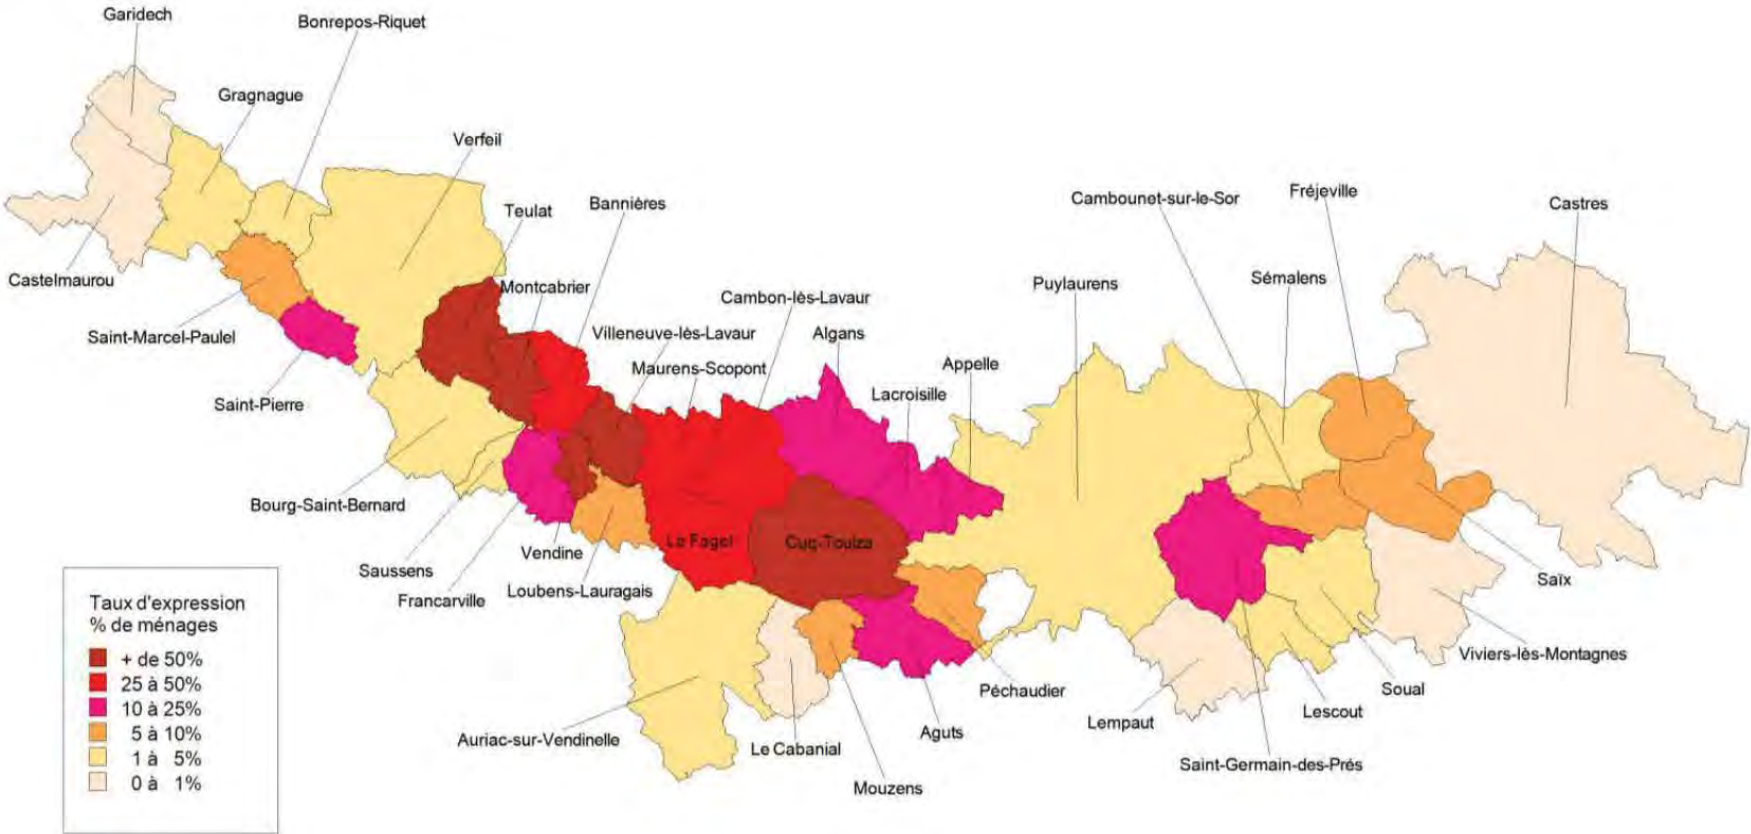 Garidech
Bonrepos-Riquet
Gragnague
Verfeil
Teulat
Bannières
Cambounet-sur-le-Sor
Fréjeville
Castres
Castelmaurou
Montcabrier
Puylaurens
Sémalens
Cambon-lès-Lavaur
Saint-Marcel-Paulel
Villeneuve-lès-Lavaur
Algans
Maurens-Scopont
Appelle
Lacroisille
Saint-Pierre
Bourg-Saint-Bernard
Le Faget
Cuq-Toulza
Vendine
Saussens
Saïx
Loubens-Lauragais
Francarville
Viviers-lès-Montagnes
Péchaudier
Soual
Lescout
Lempaut
Aguts
Auriac-sur-Vendinelle
Le Cabanial
Saint-Germain-des-Prés
Mouzens
Taux d'expression
% de ménages
+ de 50%
25 à 50%
10 à 25%
5 à 10%
1 à 5%
0 à 1%